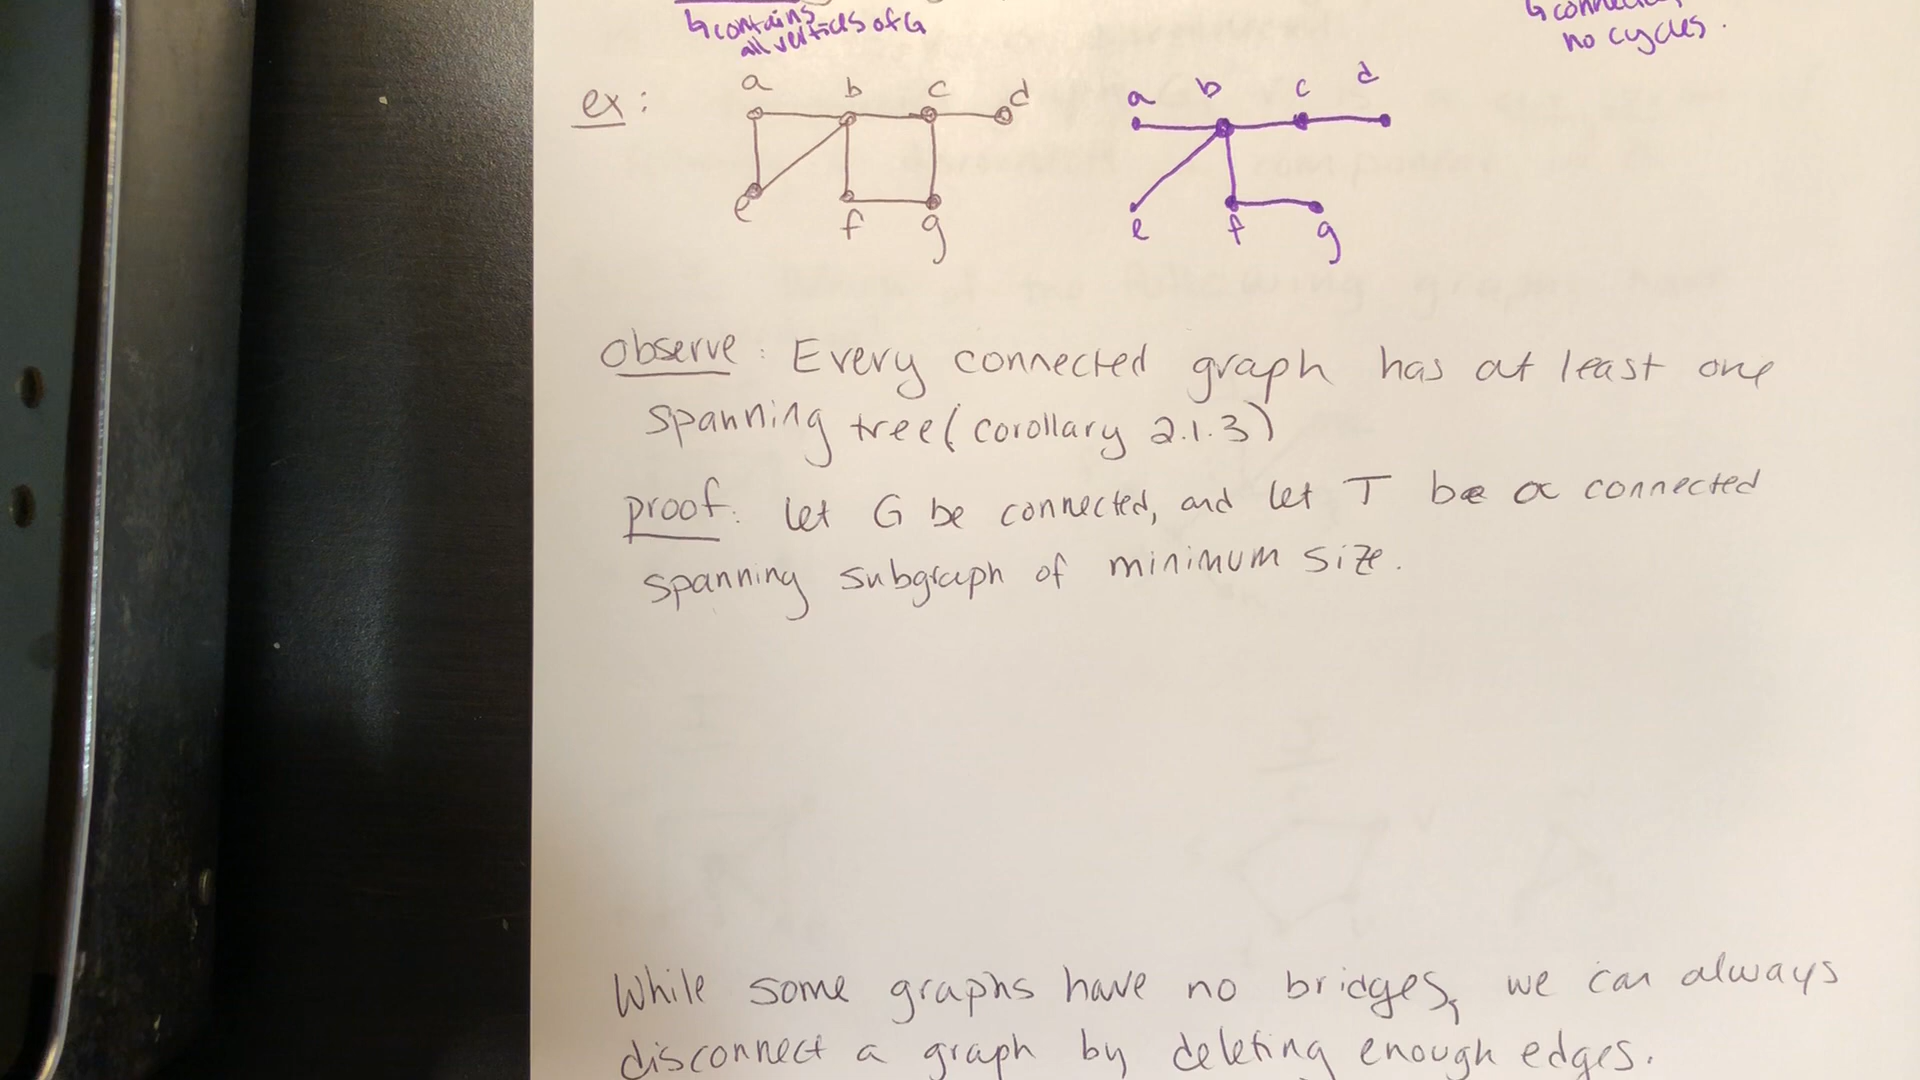 ↳ contains
all vertices of G
↳ connected,
no cycles.
ex:
a b c d
e f g
a b c d
e f g
observe: Every connected graph has at least one
spanning tree (corollary 2.1.3)
proof: let G be connected, and let T be a connected
spanning subgraph of minimum size.
While some graphs have no bridges, we can always
disconnect a graph by deleting enough edges.